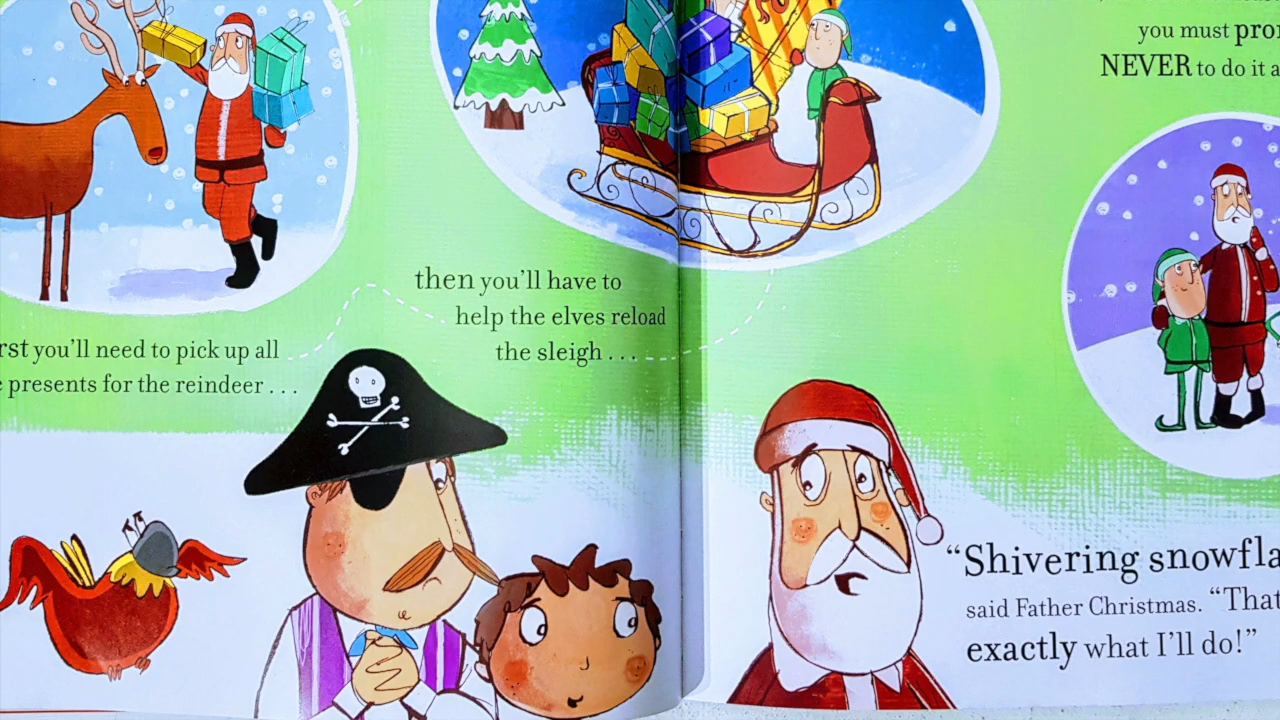 you'll need to pick up all
presents for the reindeer . . .
then you'll have to
help the elves reload
the sleigh . . .
you must
NEVER to do it
"Shivering
said Father Christmas. "That
exactly what I'll do!"